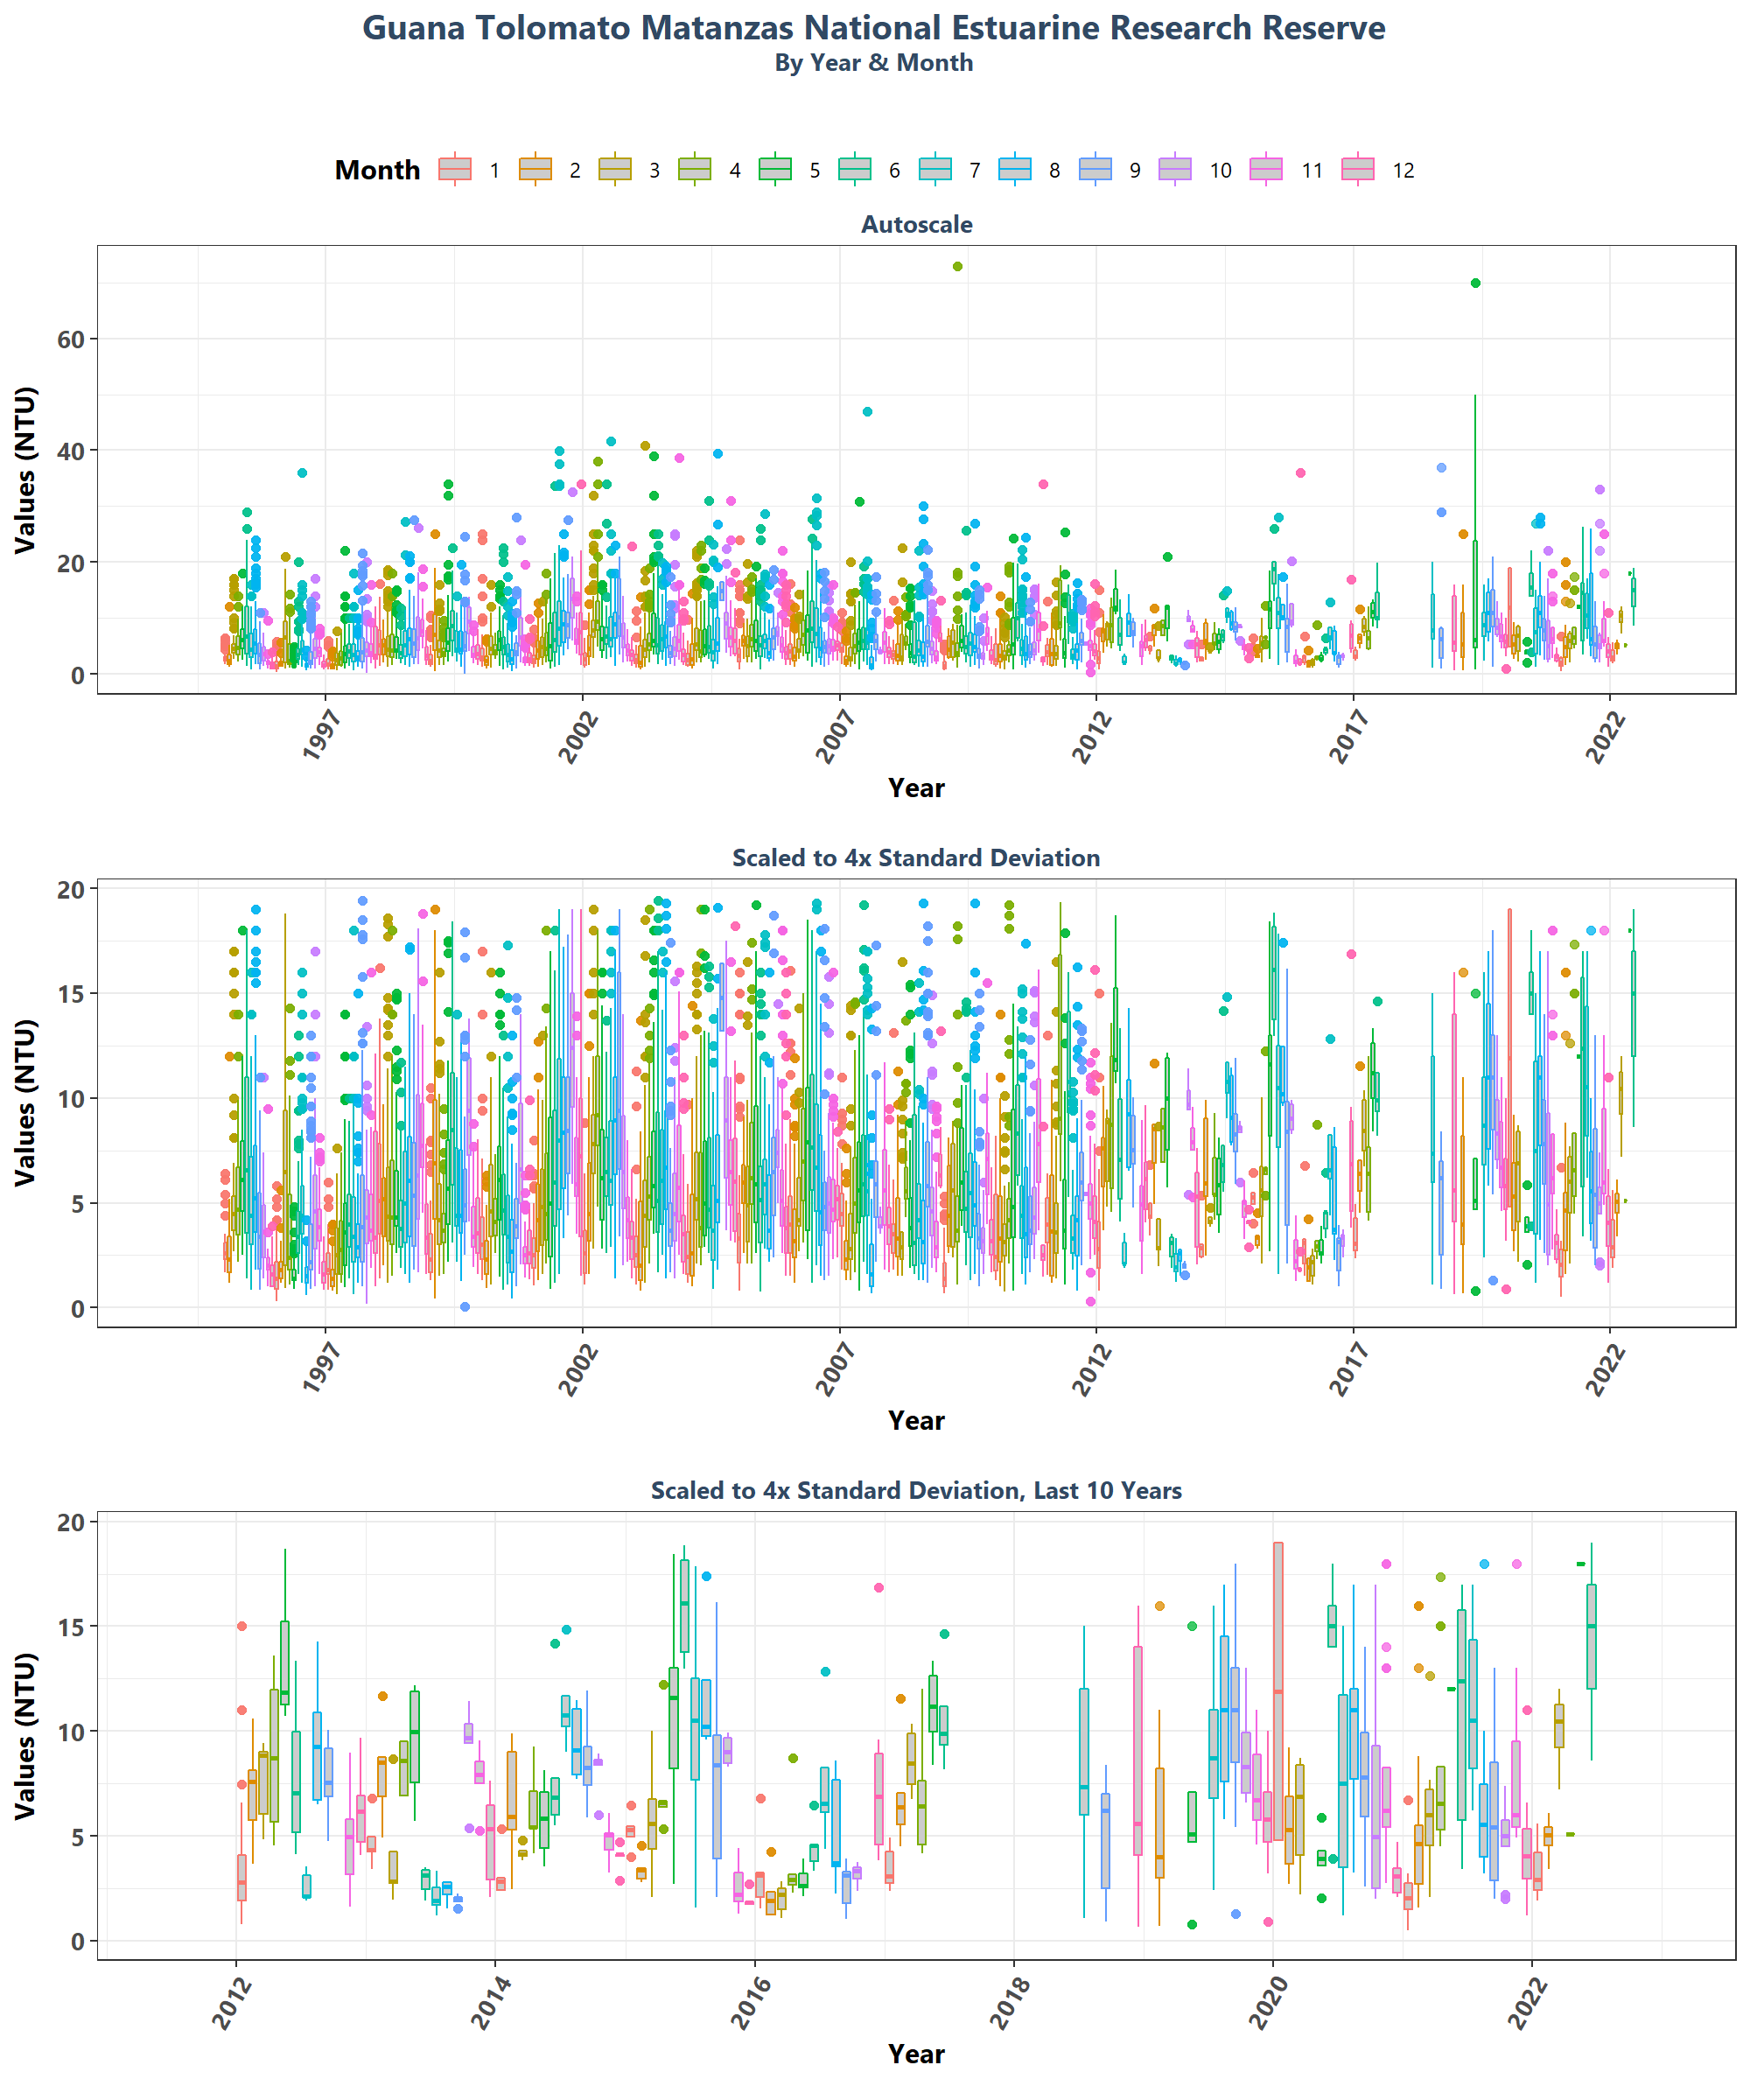 Guana Tolomato Matanzas National Estuarine Research Reserve
By Year & Month
Month 1 2 3 4 5 6 7 8 9 10 11 12
Autoscale
Values (NTU)
60
40
20
0
1997 2002 2007 2012 2017 2022
Year
Scaled to 4x Standard Deviation
Values (NTU)
20
15
10
5
0
1997 2002 2007 2012 2017 2022
Year
Scaled to 4x Standard Deviation, Last 10 Years
Values (NTU)
20
15
10
5
0
2012 2014 2016 2018 2020 2022
Year